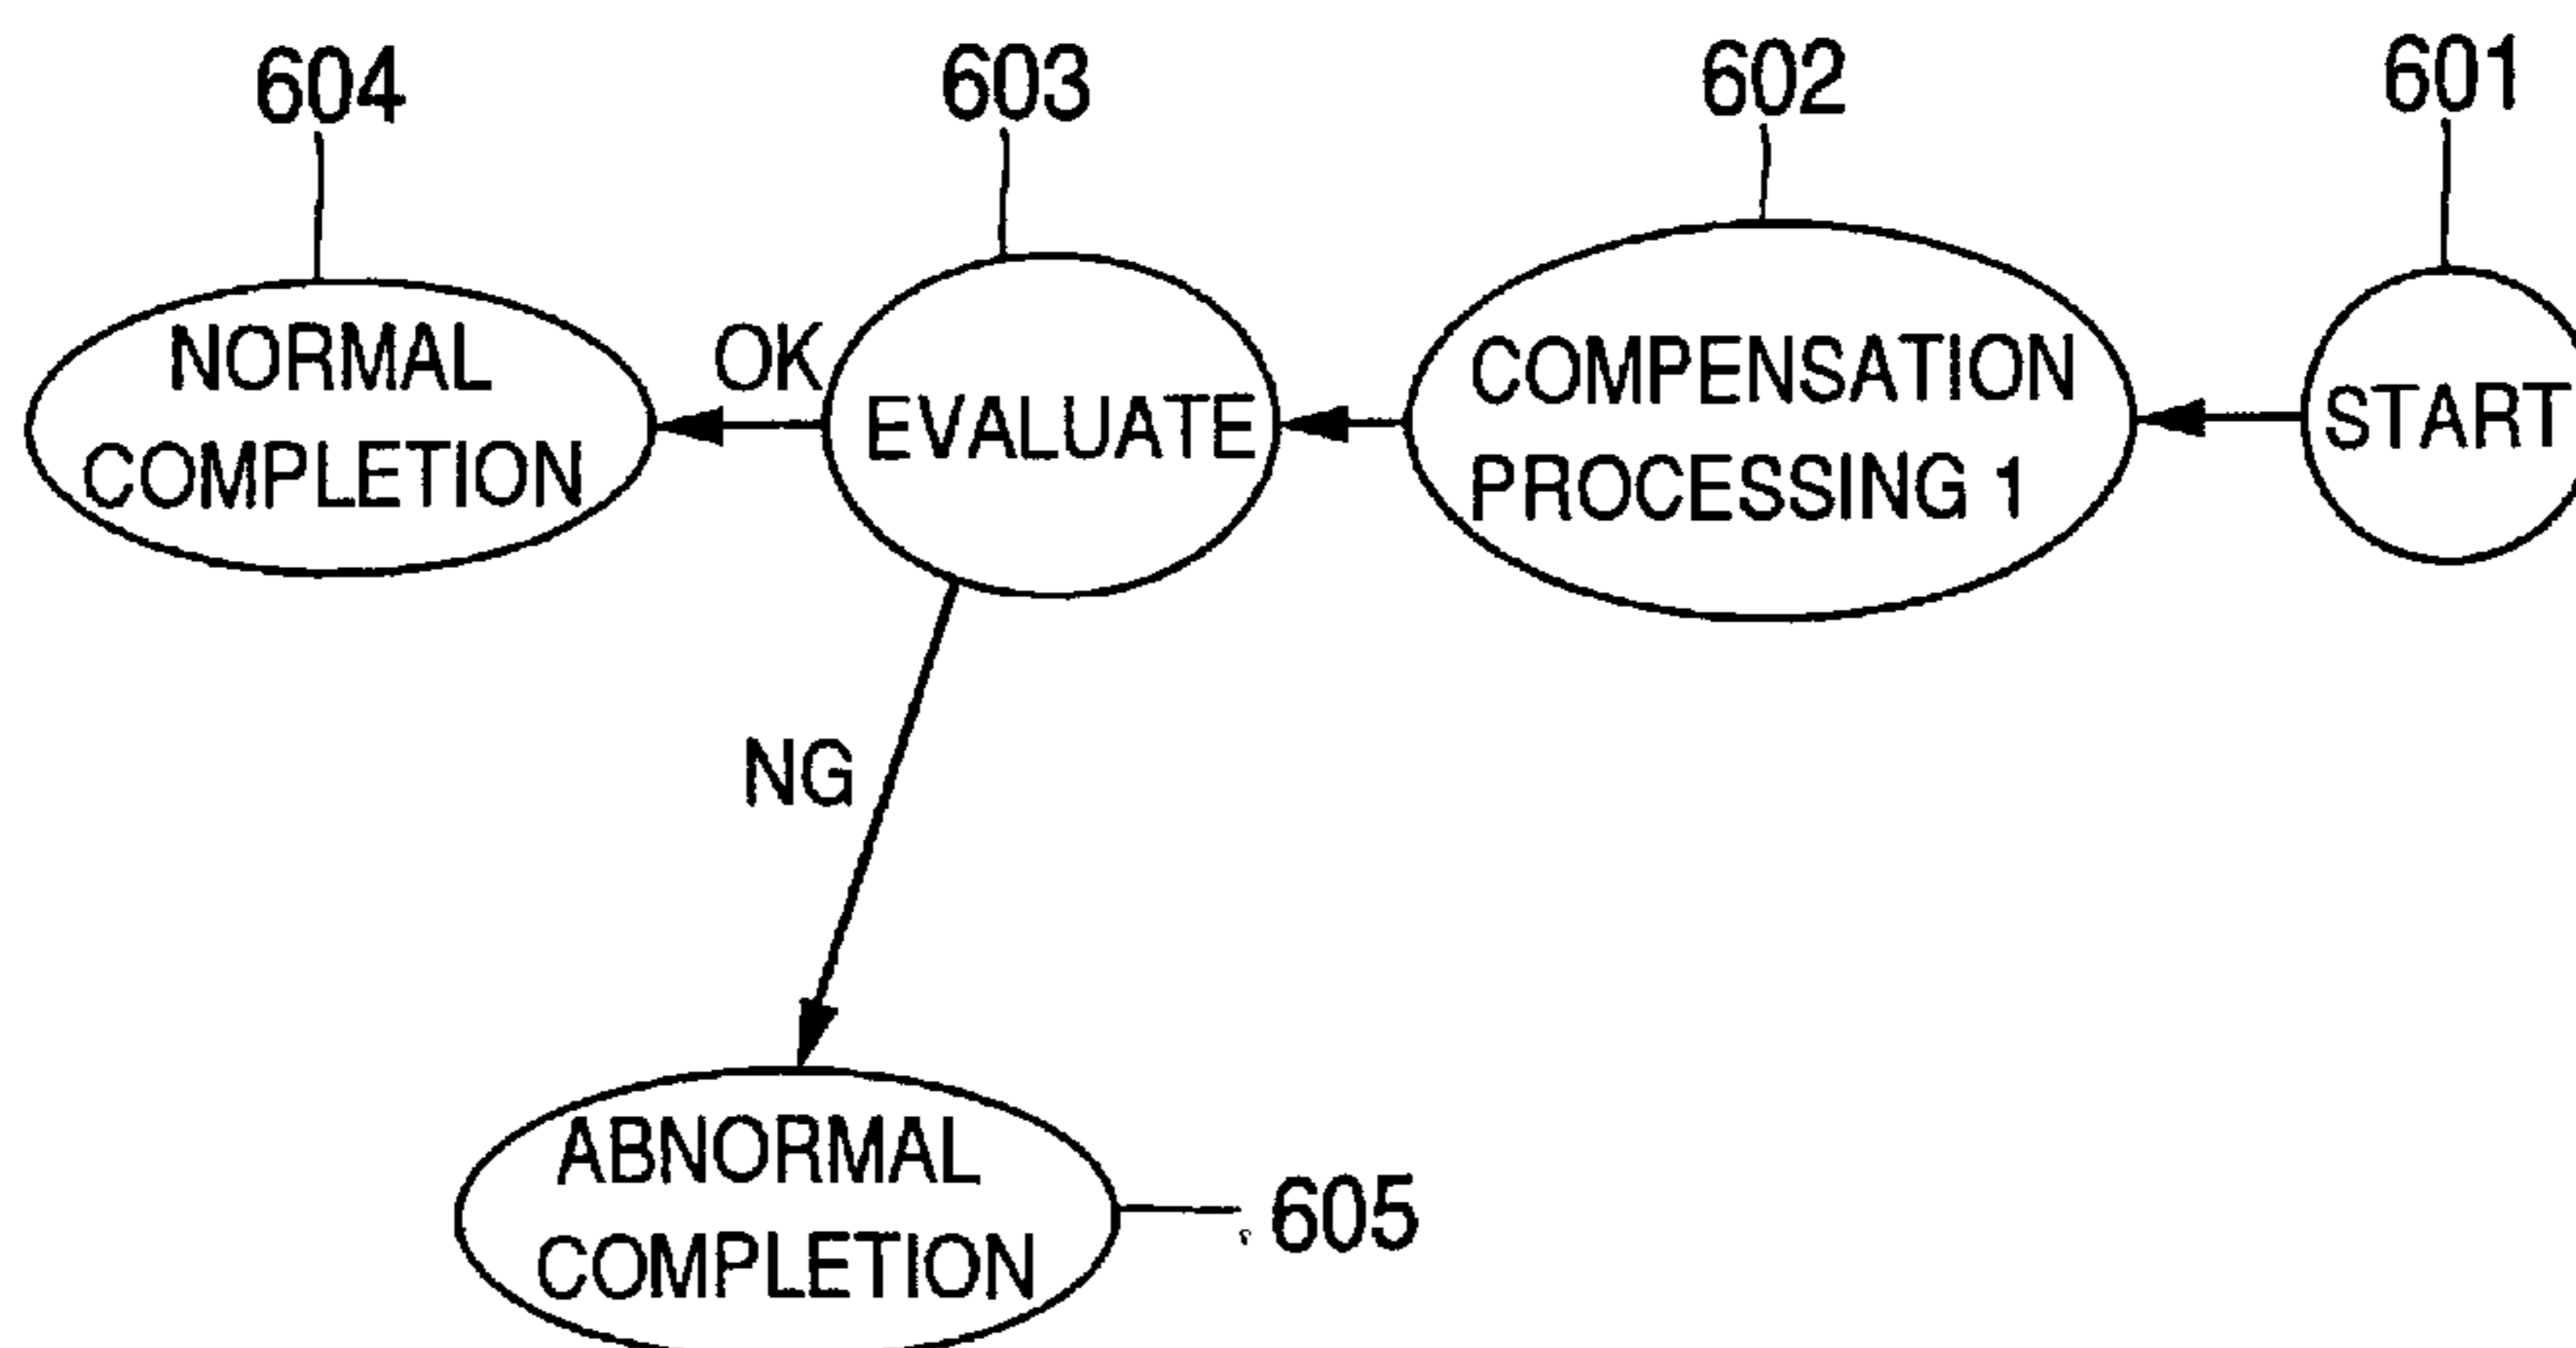 604
603
602
601
NORMAL
COMPLETION
OK
EVALUATE
COMPENSATION
PROCESSING 1
START
NG
ABNORMAL
COMPLETION
605